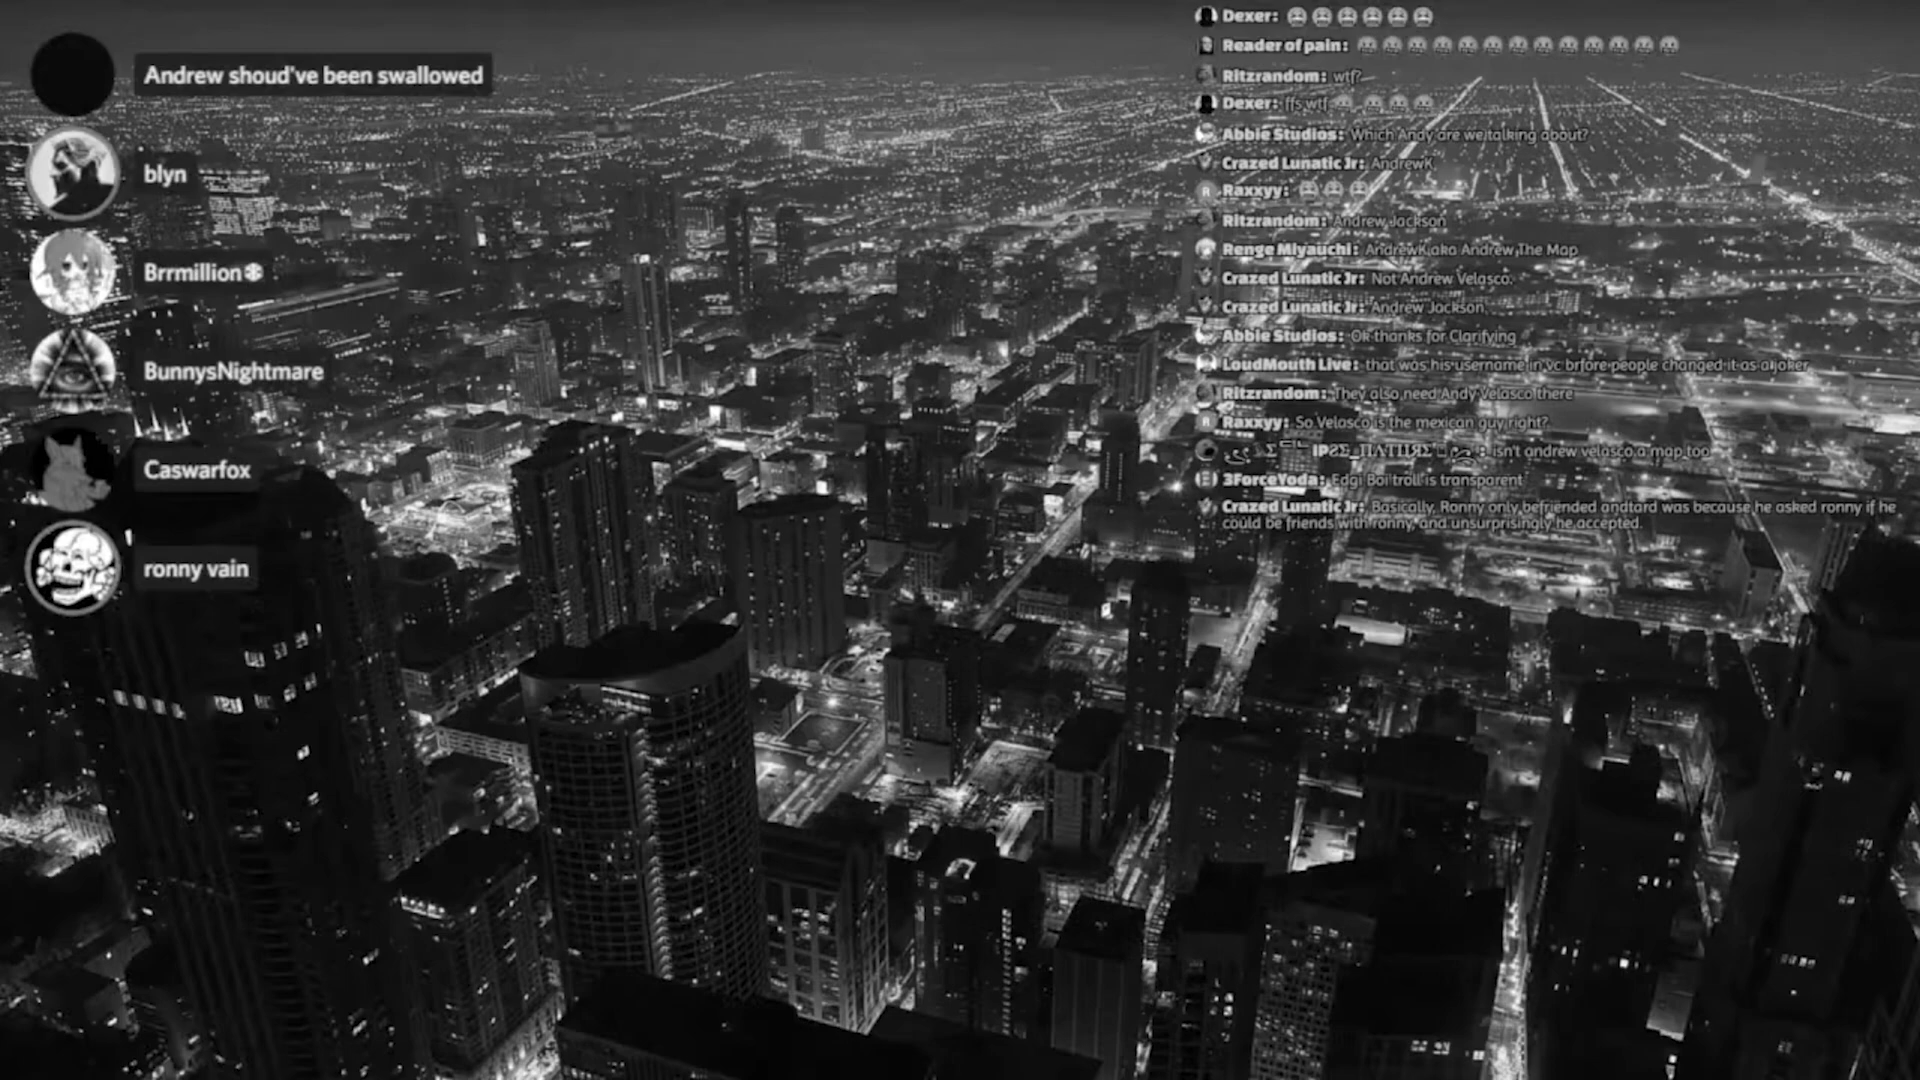 Andrew shoud've been swallowed
blyn
Brrmillion
BunnysNightmare
Caswarfox
ronny vain
Dexer:
Reader of pain:
Ritzrandom: wtf?
Dexer: ffs wtf
Abbie Studios: Which Andy are we talking about?
Crazed Lunatic Jr: AndrewK
Raxxyy:
Ritzrandom: Andrew Jackson
Renge Miyauchi: AndrewK aka Andrew The Map
Crazed Lunatic Jr: Not Andrew Velasco.
Crazed Lunatic Jr: Andrew Jackson.
Abbie Studios: Ok thanks for Clarifying
LoudMouth Live: that was his username in vc brfore people changed it as a joker
Ritzrandom: They also need Andy Velasco there
Raxxyy: So Velasco is the mexican guy right?
: isn't andrew velasco a map too
3ForceYoda: Edgi Boi troll is transparent
Crazed Lunatic Jr: Basically, Ronny only befriended andtard was because he asked ronny if he
could be friends with ronny, and unsurprisingly he accepted.